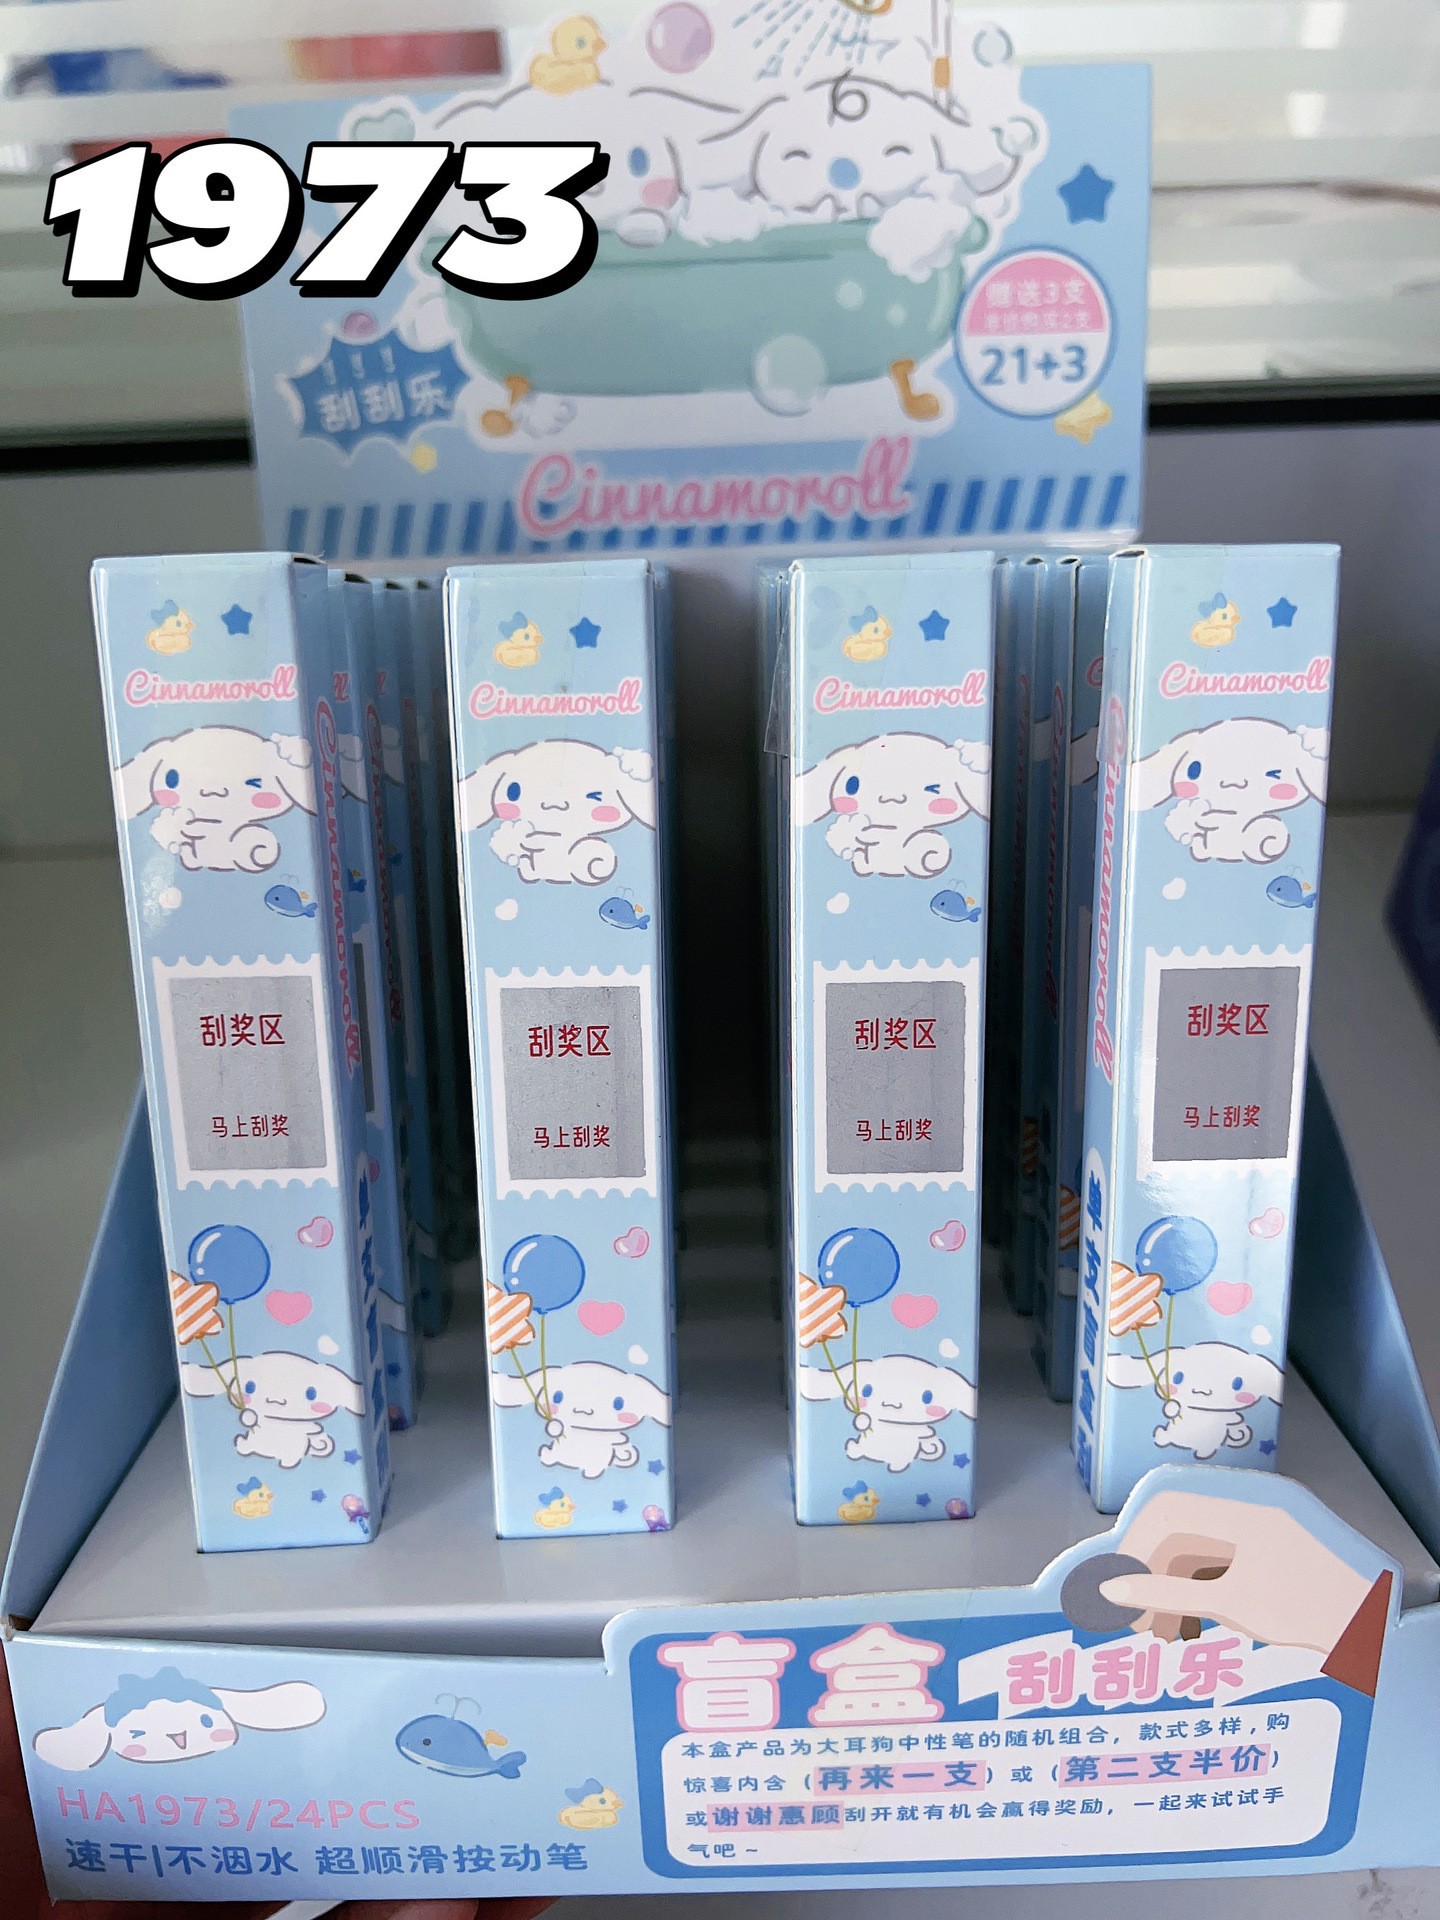 1973
赠送3支
21+3
!!!
刮刮乐
Cinnamoroll
Cinnamoroll
Cinnamoroll
Cinnamoroll
Cinnamoroll
Cinnamoroll
Cinnamoroll
刮奖区
马上刮奖
刮奖区
马上刮奖
刮奖区
马上刮奖
刮奖区
马上刮奖
盲盒 刮刮乐
本盒产品为大耳狗中性笔的随机组合，款式多样，购
惊喜内含（再来一支）或（第二支半价）
或谢谢惠顾刮开就有机会赢得奖励，一起来试试手
气吧～
HA1973/24PCS
速干|不洇水 超顺滑按动笔